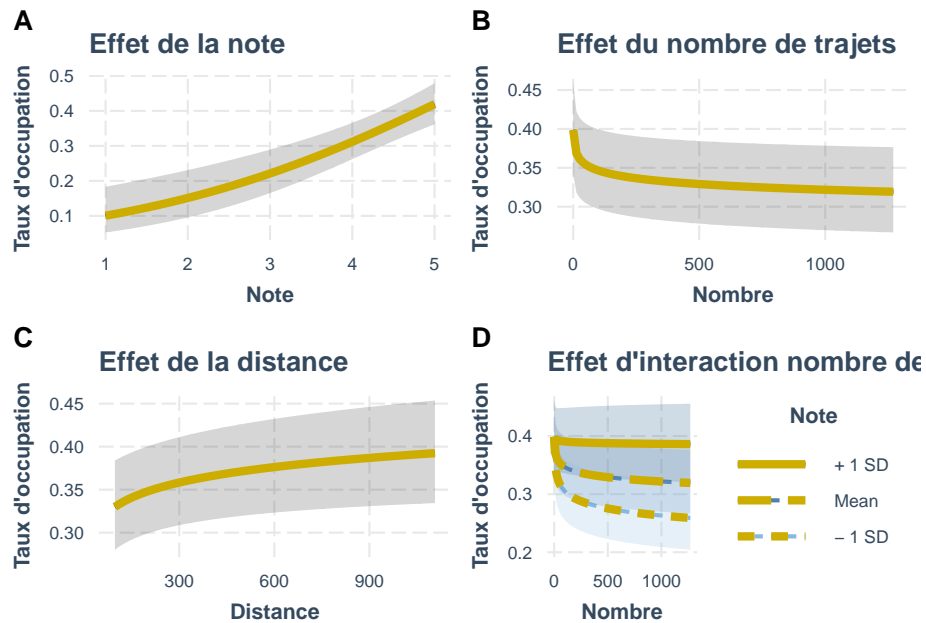 A
Effet de la note
Taux d'occupation
0.5
0.4
0.3
0.2
0.1
1 2 3 4 5
Note
B
Effet du nombre de trajets
Taux d'occupation
0.45
0.40
0.35
0.30
0 500 1000
Nombre
C
Effet de la distance
Taux d'occupation
0.45
0.40
0.35
0.30
300 600 900
Distance
D
Effet d'interaction nombre de
Taux d'occupation
0.4
0.3
0.2
0 500 1000
Nombre
Note
+ 1 SD
Mean
− 1 SD